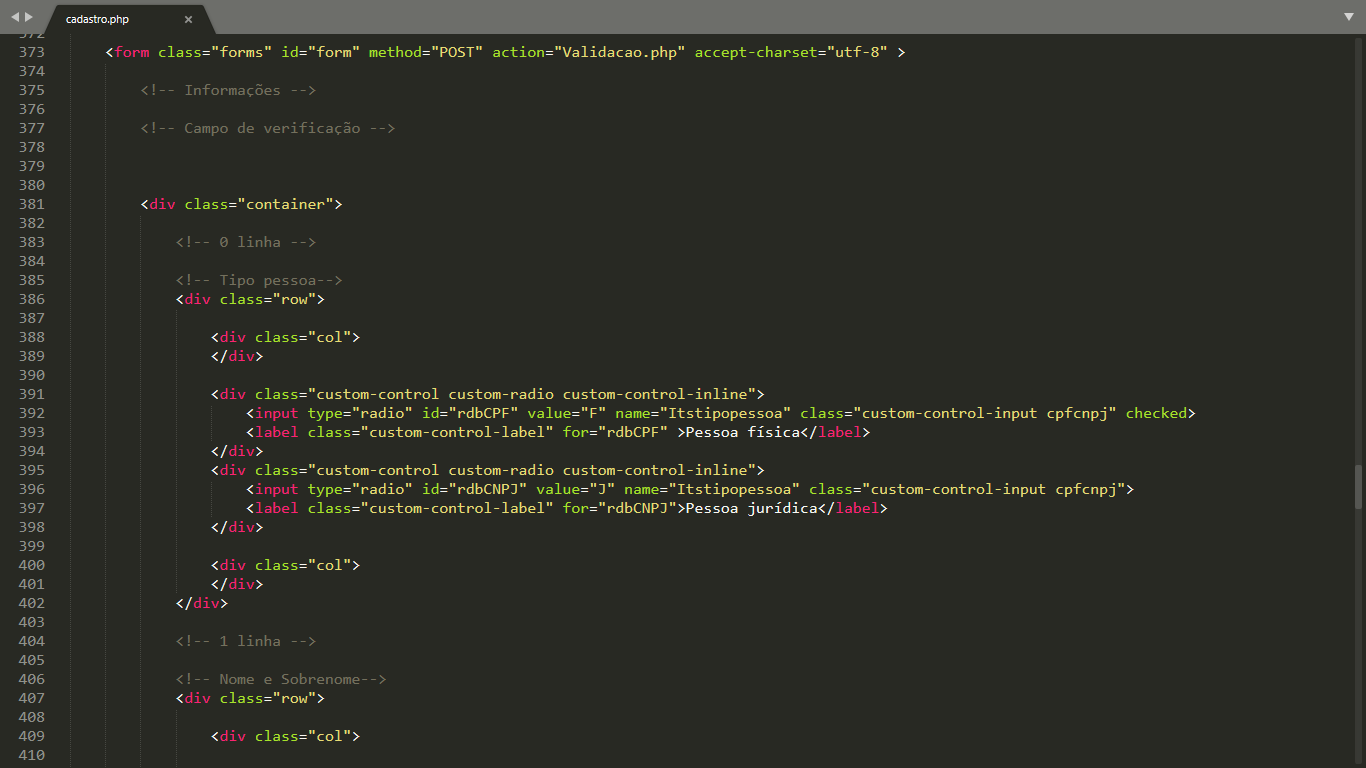 cadastro.php ×
372
373 <form class="forms" id="form" method="POST" action="Validacao.php" accept-charset="utf-8" >
374
375 <!-- Informações -->
376
377 <!-- Campo de verificação -->
378
379
380
381 <div class="container">
382
383 <!-- 0 linha -->
384
385 <!-- Tipo pessoa-->
386 <div class="row">
387
388 <div class="col">
389 </div>
390
391 <div class="custom-control custom-radio custom-control-inline">
392 <input type="radio" id="rdbCPF" value="F" name="Itstipopessoa" class="custom-control-input cpfcnpj" checked>
393 <label class="custom-control-label" for="rdbCPF" >Pessoa física</label>
394 </div>
395 <div class="custom-control custom-radio custom-control-inline">
396 <input type="radio" id="rdbCNPJ" value="J" name="Itstipopessoa" class="custom-control-input cpfcnpj">
397 <label class="custom-control-label" for="rdbCNPJ">Pessoa jurídica</label>
398 </div>
399
400 <div class="col">
401 </div>
402 </div>
403
404 <!-- 1 linha -->
405
406 <!-- Nome e Sobrenome-->
407 <div class="row">
408
409 <div class="col">
410